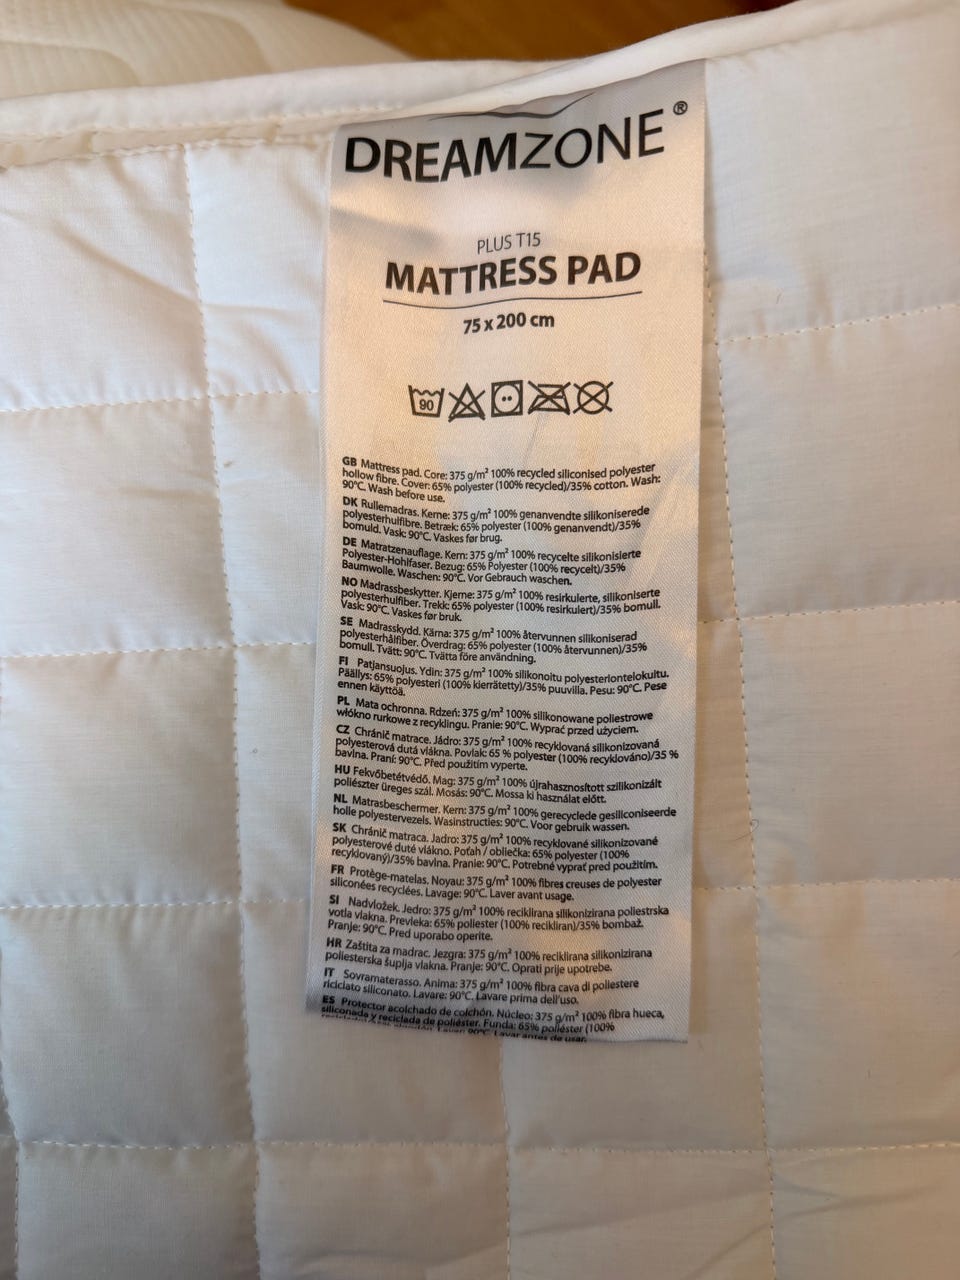 DREAMZONE®
PLUS T15
MATTRESS PAD
75 x 200 cm
90
GB Mattress pad. Core: 375 g/m² 100% recycled siliconised polyester
hollow fibre. Cover: 65% polyester (100% recycled)/35% cotton. Wash:
90°C. Wash before use.
DK Rullemadras. Kerne: 375 g/m² 100% genanvendte silikoniserede
polyesterhulfibre. Betræk: 65% polyester (100% genanvendt)/35%
bomuld. Vask: 90°C. Vaskes før brug.
DE Matratzenauflage. Kern: 375 g/m² 100% recycelte silikonisierte
Polyester-Hohlfaser. Bezug: 65% Polyester (100% recycelt)/35%
Baumwolle. Waschen: 90°C. Vor Gebrauch waschen.
NO Madrassbeskytter. Kjerne: 375 g/m² 100% resirkulerte, silikoniserte
polyesterhulfiber. Trekk: 65% polyester (100% resirkulert)/35% bomull.
Vask: 90°C. Vaskes før bruk.
SE Madrasskydd. Kärna: 375 g/m² 100% återvunnen silikoniserad
polyesterhålfiber. Överdrag: 65% polyester (100% återvunnen)/35%
bomull. Tvätt: 90°C. Tvätta före användning.
FI Patjansuojus. Ydin: 375 g/m² 100% silikonoitu polyesteriontelokuitu.
Päällys: 65% polyesteri (100% kierrätetty)/35% puuvilla. Pesu: 90°C. Pese
ennen käyttöä.
PL Mata ochronna. Rdzeń: 375 g/m² 100% silikonowane poliestrowe
włókno rurkowe z recyklingu. Pranie: 90°C. Wyprać przed użyciem.
CZ Chránič matrace. Jádro: 375 g/m² 100% recyklovaná silikonizovaná
polyesterová dutá vlákna. Povlak: 65 % polyester (100% recyklováno)/35 %
bavlna. Praní: 90°C. Před použitím vyperte.
HU Fekvőbetétvédő. Mag: 375 g/m² 100% újrahasznosított szilikonizált
poliészter üreges szál. Mosás: 90°C. Mossa ki használat előtt.
NL Matrasbeschermer. Kern: 375 g/m² 100% gerecyclede gesiliconiseerde
holle polyestervezels. Wasinstructies: 90°C. Voor gebruik wassen.
SK Chránič matraca. Jadro: 375 g/m² 100% recyklované silikonizované
polyesterové duté vlákno. Poťah / obliečka: 65% polyester (100%
recyklovaný)/35% bavlna. Pranie: 90°C. Potrebné vyprať pred použitím.
FR Protège-matelas. Noyau: 375 g/m² 100% fibres creuses de polyester
siliconées recyclées. Lavage: 90°C. Laver avant usage.
SI Nadvložek. Jedro: 375 g/m² 100% reciklirana silikonizirana poliestrska
votla vlakna. Prevleka: 65% poliester (100% recikliran)/35% bombaž.
Pranje: 90°C. Pred uporabo operite.
HR Zaštita za madrac. Jezgra: 375 g/m² 100% reciklirana silikonizirana
poliesterska šuplja vlakna. Pranje: 90°C. Oprati prije upotrebe.
IT Sovramaterasso. Anima: 375 g/m² 100% fibra cava di poliestere
riciclato siliconato. Lavare: 90°C. Lavare prima dell'uso.
ES Protector acolchado de colchón. Núcleo: 375 g/m² 100% fibra hueca,
siliconada y reciclada de poliéster. Funda: 65% poliéster (100%
Lavar: 90°C. Lavar antes de usar.